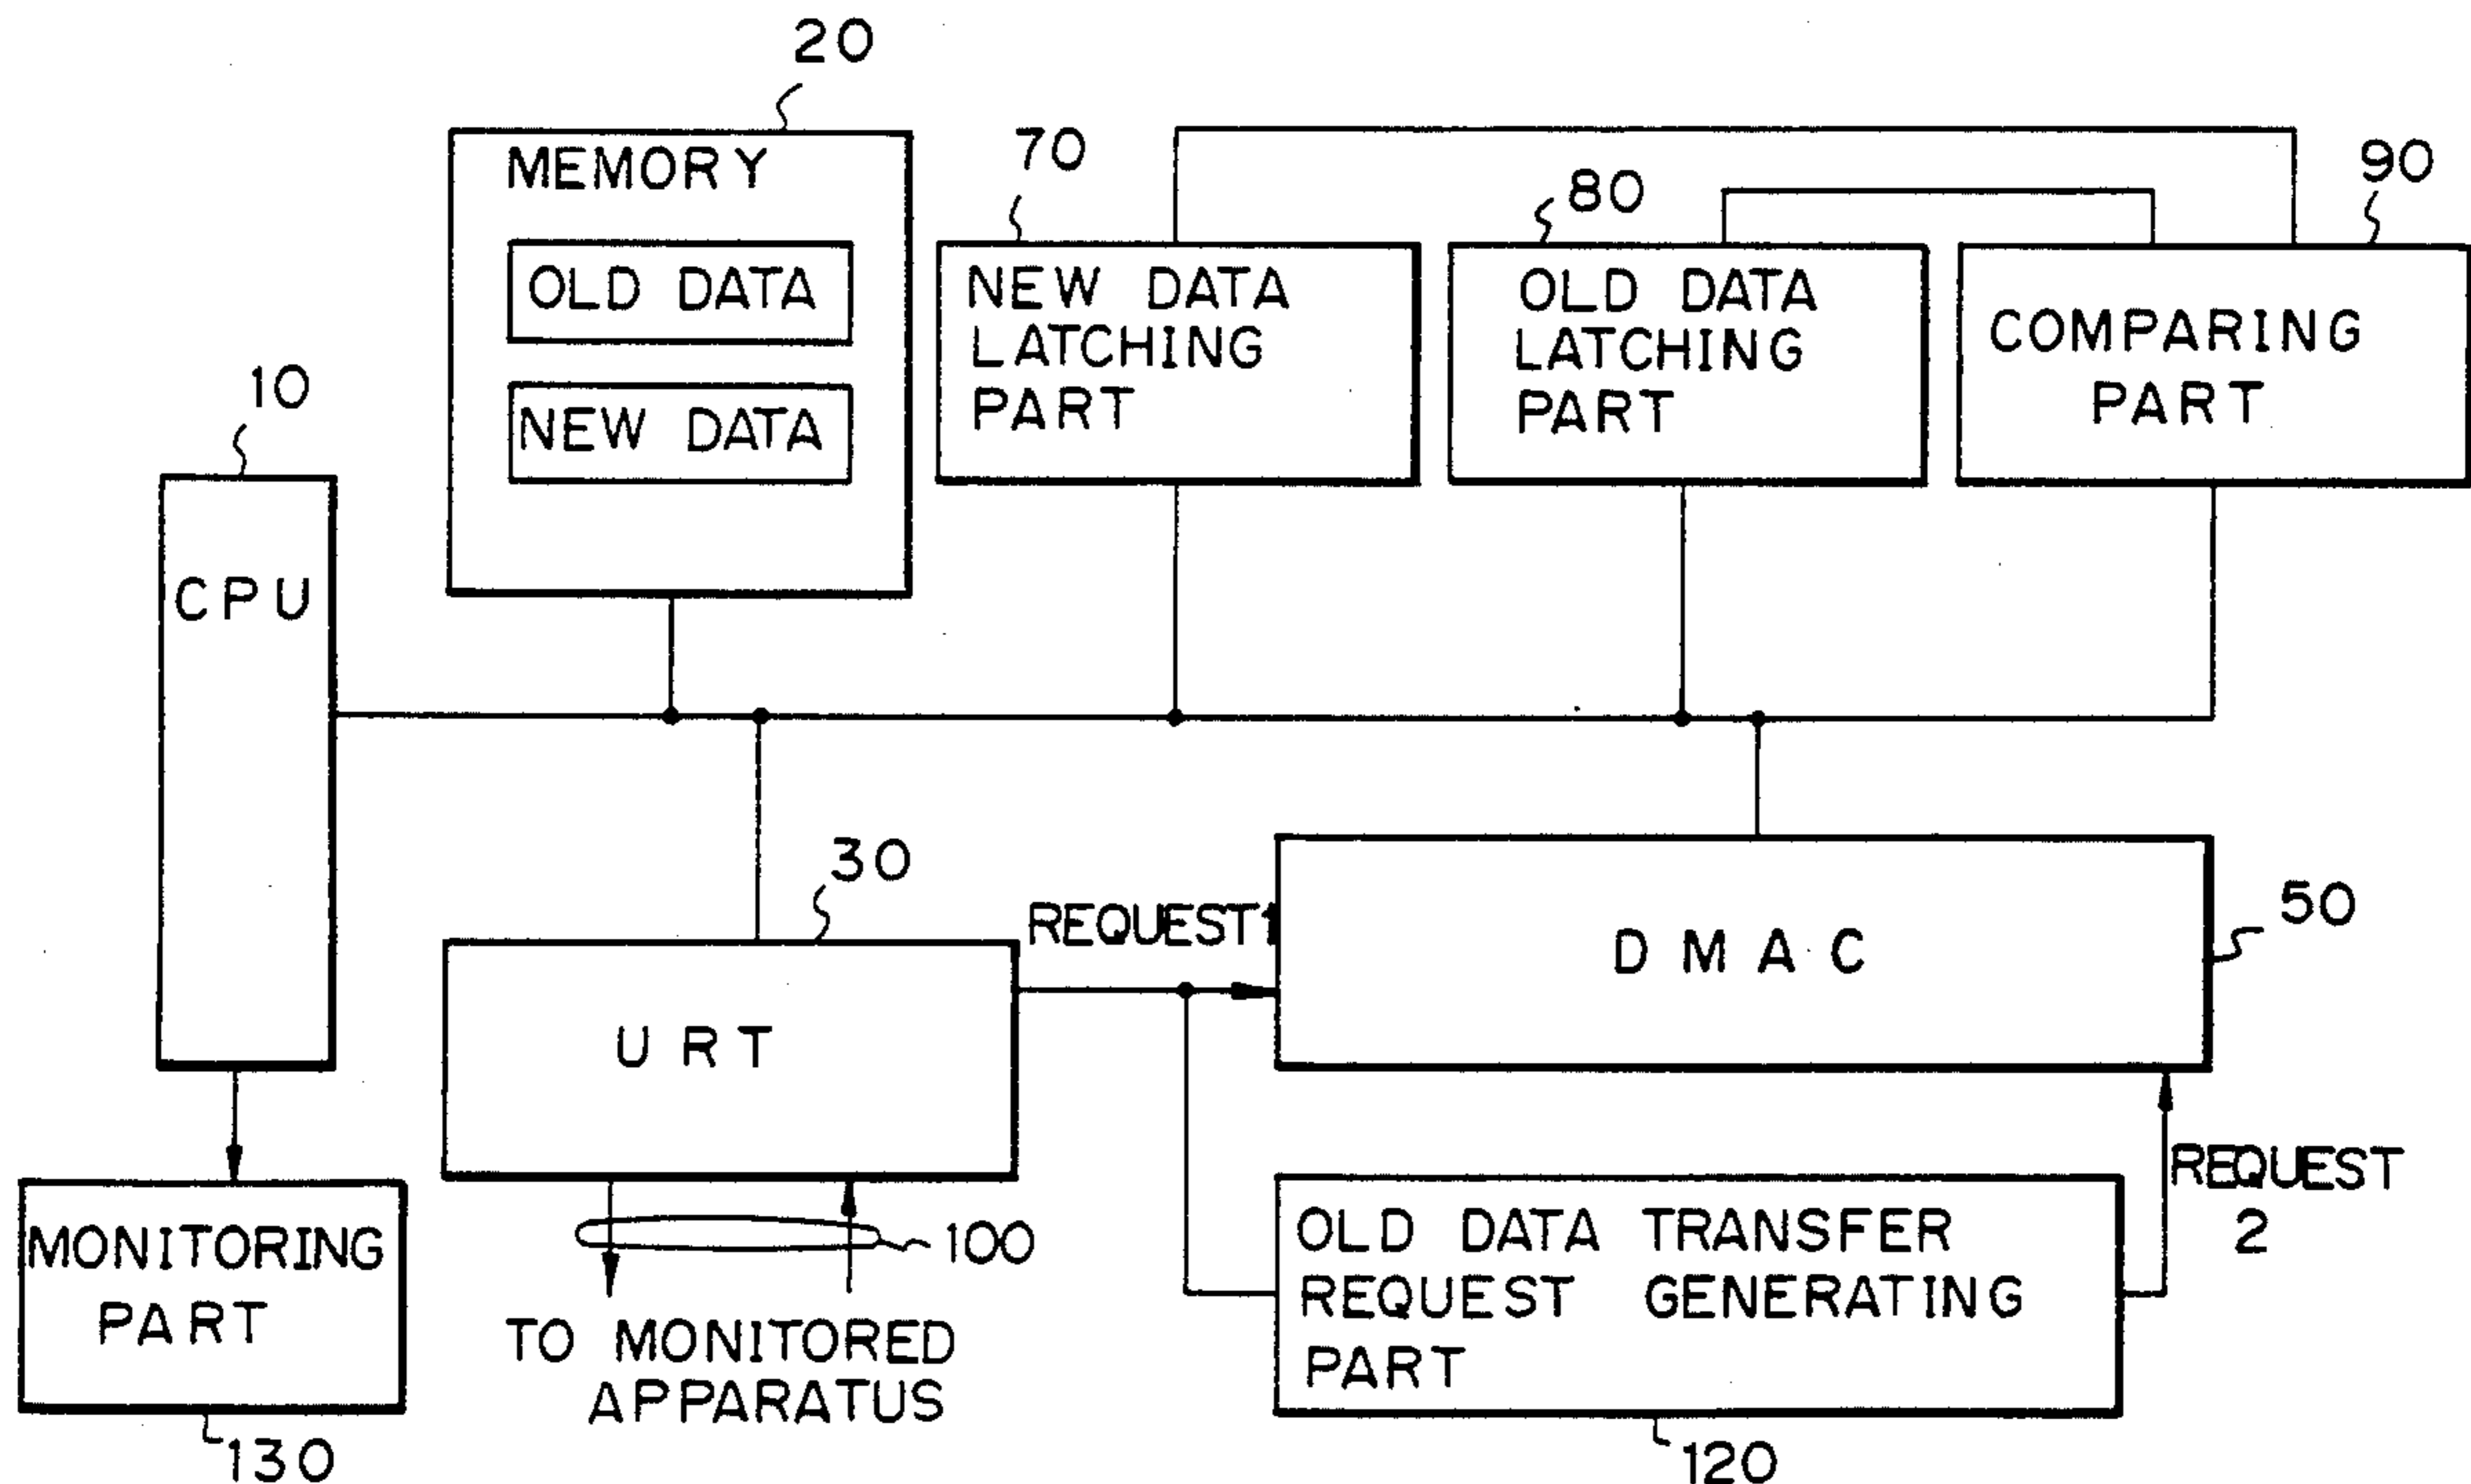 20
MEMORY
OLD DATA
NEW DATA
70
NEW DATA
LATCHING
PART
80
OLD DATA
LATCHING
PART
90
COMPARING
PART
10
CPU
30
URT
REQUEST 1
DMAC
50
REQUEST
2
MONITORING
PART
130
100
TO MONITORED
APPARATUS
OLD DATA TRANSFER
REQUEST GENERATING
PART
120